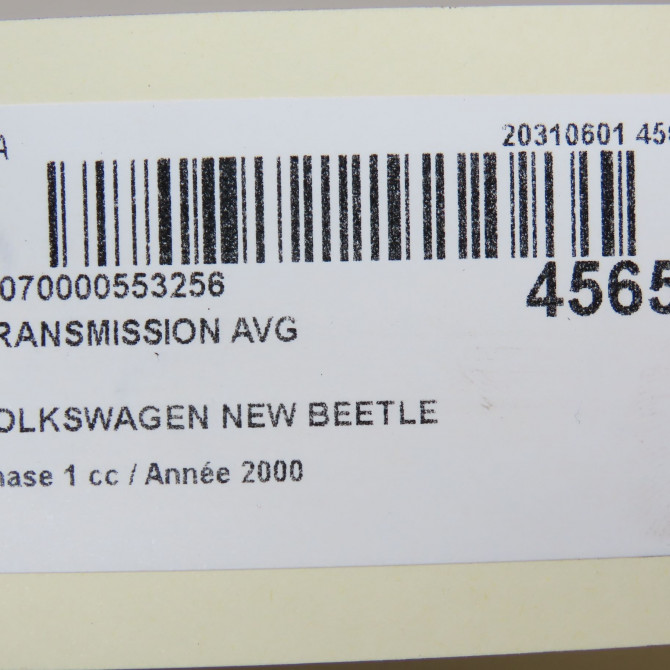 A 20310601 45
070000553256 4565
RANSMISSION AVG
OLKSWAGEN NEW BEETLE
hase 1 cc / Année 2000